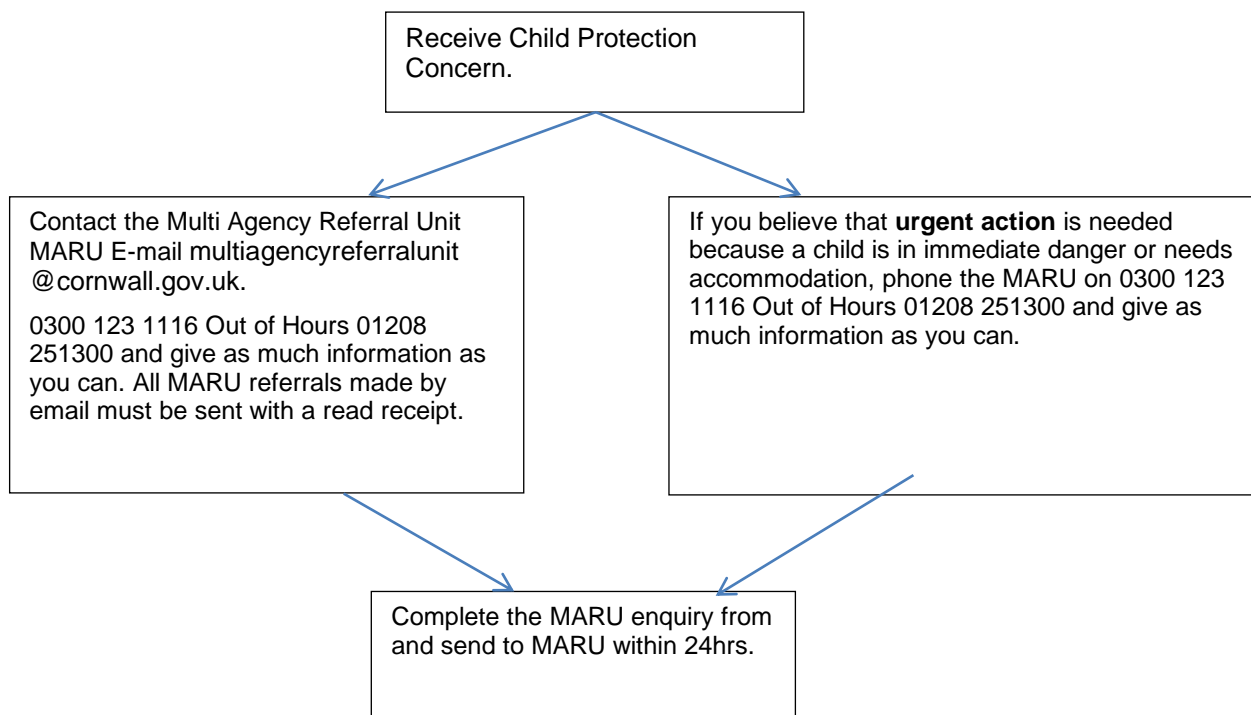 Receive Child Protection
Concern.
Contact the Multi Agency Referral Unit
MARU E-mail multiagencyreferralunit
@cornwall.gov.uk.
0300 123 1116 Out of Hours 01208
251300 and give as much information as
you can. All MARU referrals made by
email must be sent with a read receipt.
If you believe that urgent action is needed
because a child is in immediate danger or needs
accommodation, phone the MARU on 0300 123
1116 Out of Hours 01208 251300 and give as
much information as you can.
Complete the MARU enquiry from
and send to MARU within 24hrs.